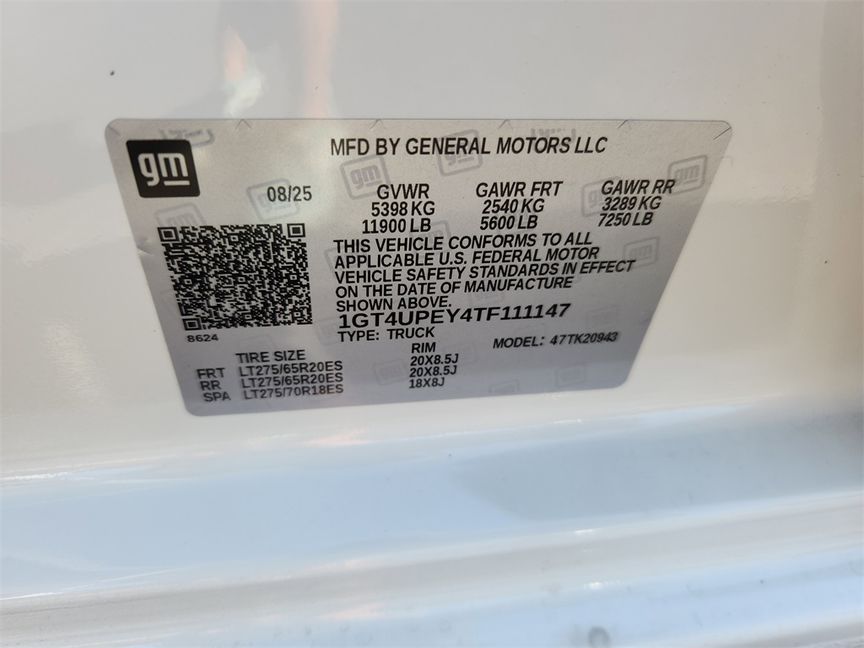 gm
MFD BY GENERAL MOTORS LLC
08/25
GVWR GAWR FRT GAWR RR
5398 KG 2540 KG 3289 KG
11900 LB 5600 LB 7250 LB
THIS VEHICLE CONFORMS TO ALL
APPLICABLE U.S. FEDERAL MOTOR
VEHICLE SAFETY STANDARDS IN EFFECT
ON THE DATE OF MANUFACTURE
SHOWN ABOVE.
1GT4UPEY4TF111147
8624
TYPE: TRUCK MODEL: 47TK20943
TIRE SIZE RIM
FRT LT275/65R20ES 20X8.5J
RR LT275/65R20ES 20X8.5J
SPA LT275/70R18ES 18X8J